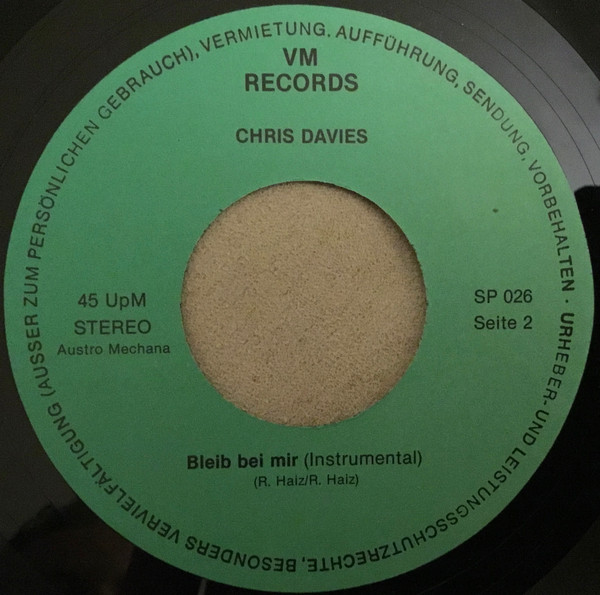 URHEBER-UND LEISTUNGSSCHUTZRECHTE, BESONDERS VERVIELFÄLTIGUNG (AUSSER ZUM PERSÖNLICHEN GEBRAUCH), VERMIETUNG. AUFFÜHRUNG, SENDUNG, VORBEHALTEN ·
VM
RECORDS
CHRIS DAVIES
45 UpM
STEREO
Austro Mechana
SP 026
Seite 2
Bleib bei mir (Instrumental)
(R. Haiz/R. Haiz)